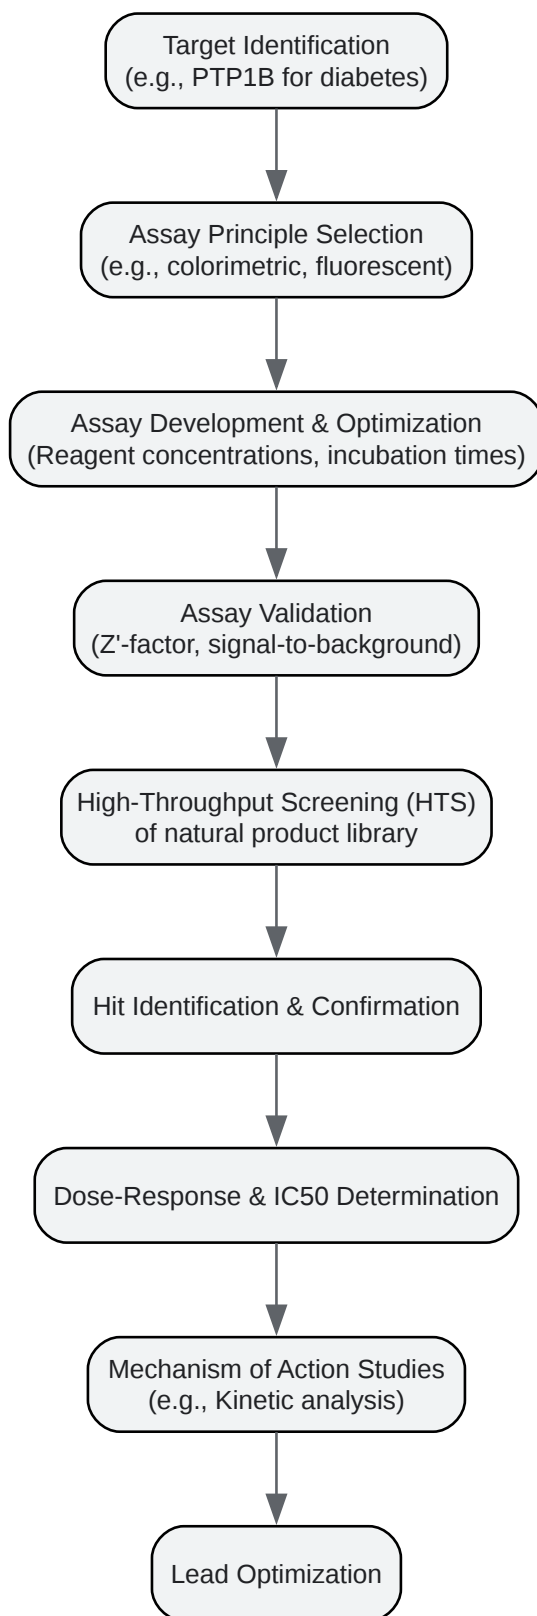 Target Identification
(e.g., PTP1B for diabetes)
Assay Principle Selection
(e.g., colorimetric, fluorescent)
Assay Development & Optimization
(Reagent concentrations, incubation times)
Assay Validation
(Z'-factor, signal-to-background)
High-Throughput Screening (HTS)
of natural product library
Hit Identification & Confirmation
Dose-Response & IC50 Determination
Mechanism of Action Studies
(e.g., Kinetic analysis)
Lead Optimization